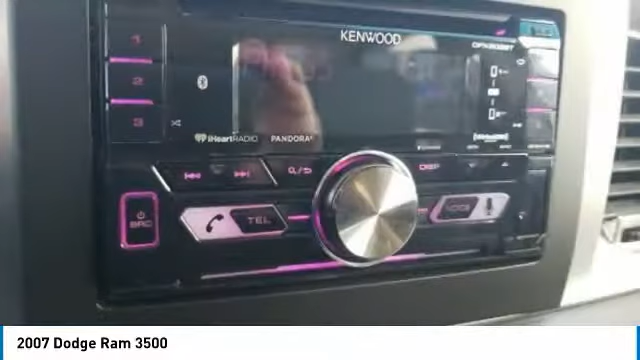 KENWOOD
1
2
3
iHeartRADIO PANDORA
DISP
SRC
TEL
2007 Dodge Ram 3500